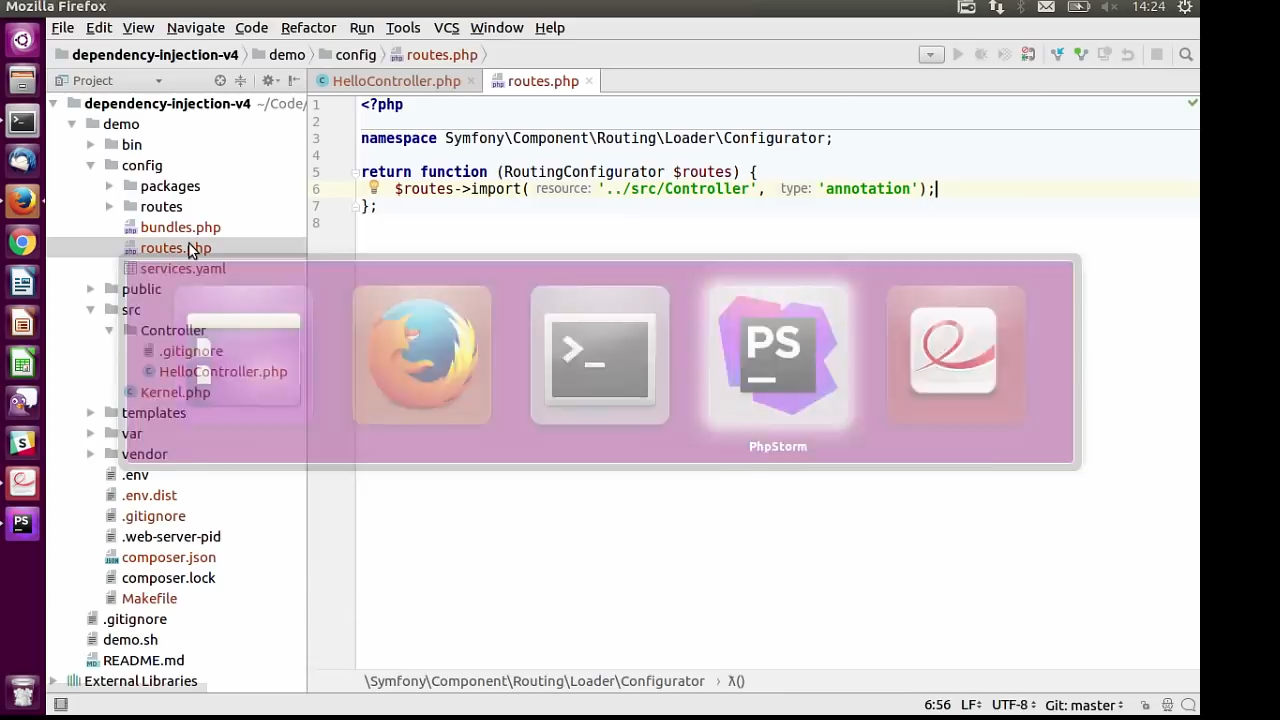 Mozilla Firefox
14:24
File Edit View Navigate Code Refactor Run Tools VCS Window Help
dependency-injection-v4 demo config routes.php
Project
HelloController.php routes.php
dependency-injection-v4 ~/Code/
demo
bin
config
packages
routes
bundles.php
routes.php
services.yaml
public
src
Controller
.gitignore
HelloController.php
Kernel.php
templates
var
vendor
.env
.env.dist
.gitignore
.web-server-pid
composer.json
composer.lock
Makefile
.gitignore
demo.sh
README.md
External Libraries
1 <?php
2
3 namespace Symfony\Component\Routing\Loader\Configurator;
4
5 return function (RoutingConfigurator $routes) {
6 $routes->import( resource: '../src/Controller', type: 'annotation');
7 };
8
PS
PhpStorm
PS
\Symfony\Component\Routing\Loader\Configurator › λ()
6:56 LF UTF-8 Git: master